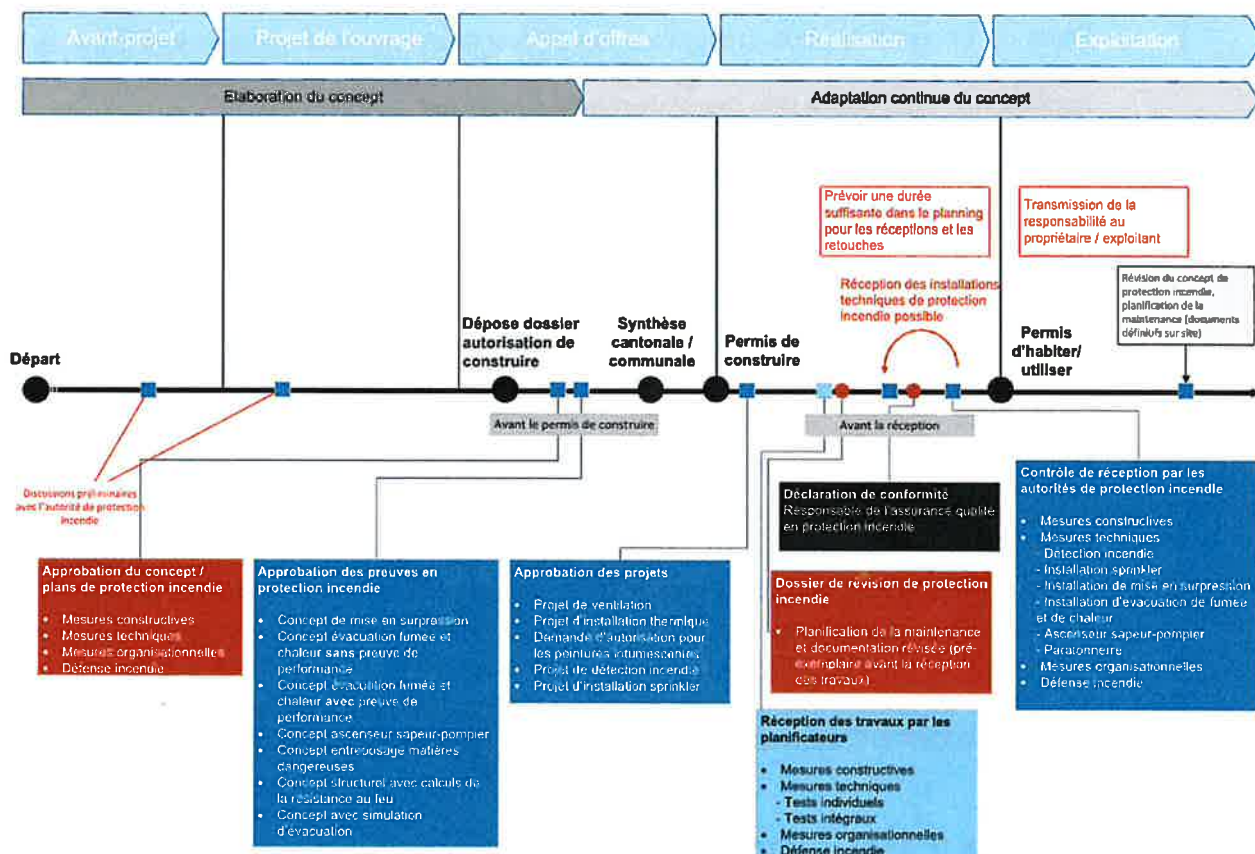 Avant-projet
Projet de l'ouvrage
Appel d'offres
Réalisation
Exploitation
Elaboration du concept
Adaptation continue du concept
Prévoir une durée
suffisante dans le planning
pour les réceptions et les
retouches
Transmission de la
responsabilité au
propriétaire / exploitant
Réception des installations
techniques de protection
incendie possible
Révision du concept de
protection incendie,
planification de la
maintenance (documents
définitifs sur site)
Départ
Dépose dossier
autorisation de
construire
Synthèse
cantonale /
communale
Permis de
construire
Permis
d'habiter/
utiliser
Avant le permis de construire
Avant la réception
Discussions préliminaires
avec l'autorité de protection
incendie
Approbation du concept /
plans de protection incendie
• Mesures constructives
• Mesures techniques
• Mesures organisationnelles
• Défense incendie
Approbation des preuves en
protection incendie
• Concept de mise en surpression
• Concept évacuation fumée et
chaleur sans preuve de
performance
• Concept évacuation fumée et
chaleur avec preuve de
performance
• Concept ascenseur sapeur-pompier
• Concept entreposage matières
dangereuses
• Concept structurel avec calculs de
la résistance au feu
• Concept avec simulation
d'évacuation
Approbation des projets
• Projet de ventilation
• Projet d'installation thermique
• Demande d'autorisation pour
les peintures intumescentes
• Projet de détection incendie
• Projet d'installation sprinkler
Déclaration de conformité
Responsable de l'assurance qualité
en protection incendie
Dossier de révision de protection
incendie
• Planification de la maintenance
et documentation révisée (pré-
exemplaire avant la réception
des travaux)
Réception des travaux par les
planificateurs
• Mesures constructives
• Mesures techniques
- Tests individuels
- Tests intégraux
• Mesures organisationnelles
• Défense incendie
Contrôle de réception par les
autorités de protection incendie
• Mesures constructives
• Mesures techniques
- Détection incendie
- Installation sprinkler
- Installation de mise en surpression
- Installation d'évacuation de fumée
et de chaleur
- Ascenseur sapeur-pompier
- Paratonnerre
• Mesures organisationnelles
• Défense incendie